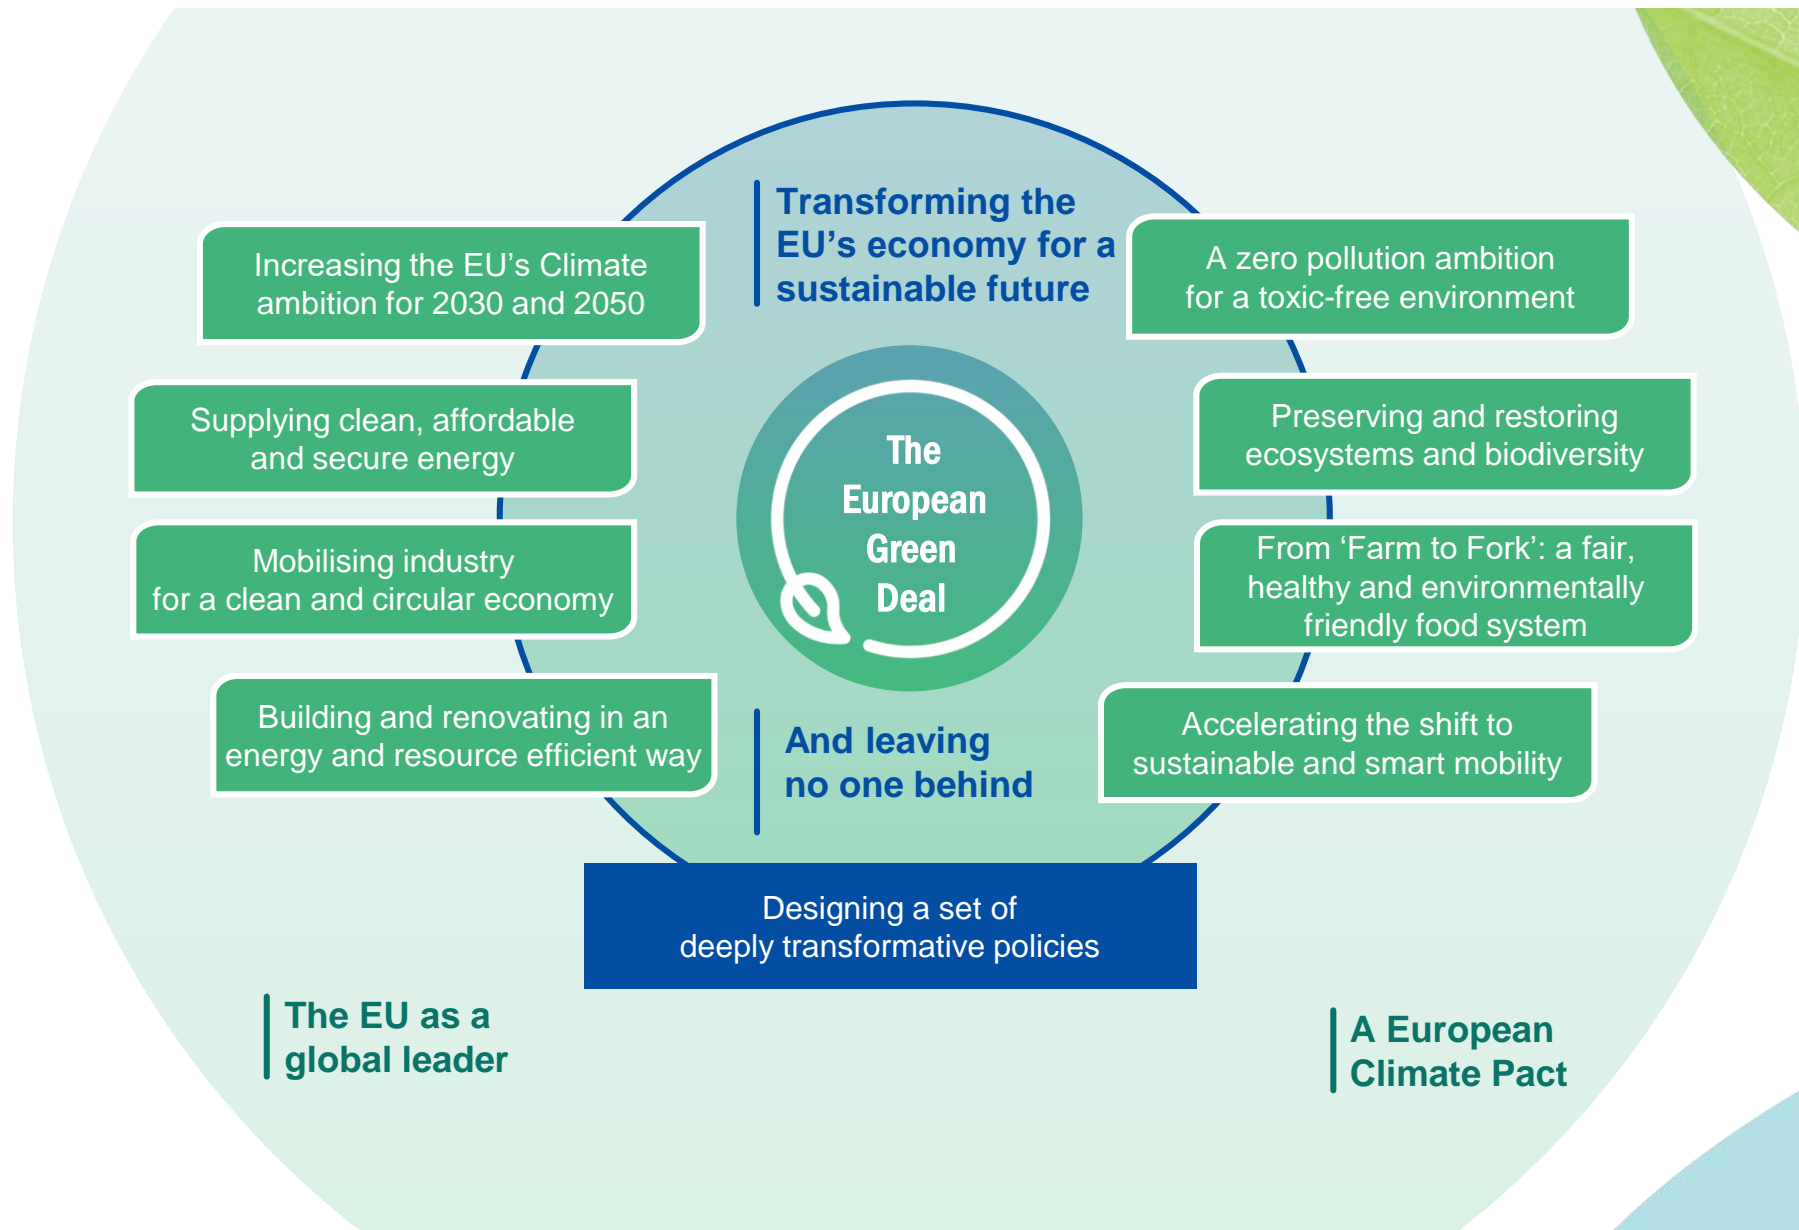 Transforming the
EU’s economy for a
sustainable future
Increasing the EU’s Climate
ambition for 2030 and 2050
Supplying clean, affordable
and secure energy
Mobilising industry
for a clean and circular economy
Building and renovating in an
energy and resource efficient way
The
European
Green
Deal
A zero pollution ambition
for a toxic-free environment
Preserving and restoring
ecosystems and biodiversity
From ‘Farm to Fork’: a fair,
healthy and environmentally
friendly food system
Accelerating the shift to
sustainable and smart mobility
And leaving
no one behind
Designing a set of
deeply transformative policies
The EU as a
global leader
A European
Climate Pact